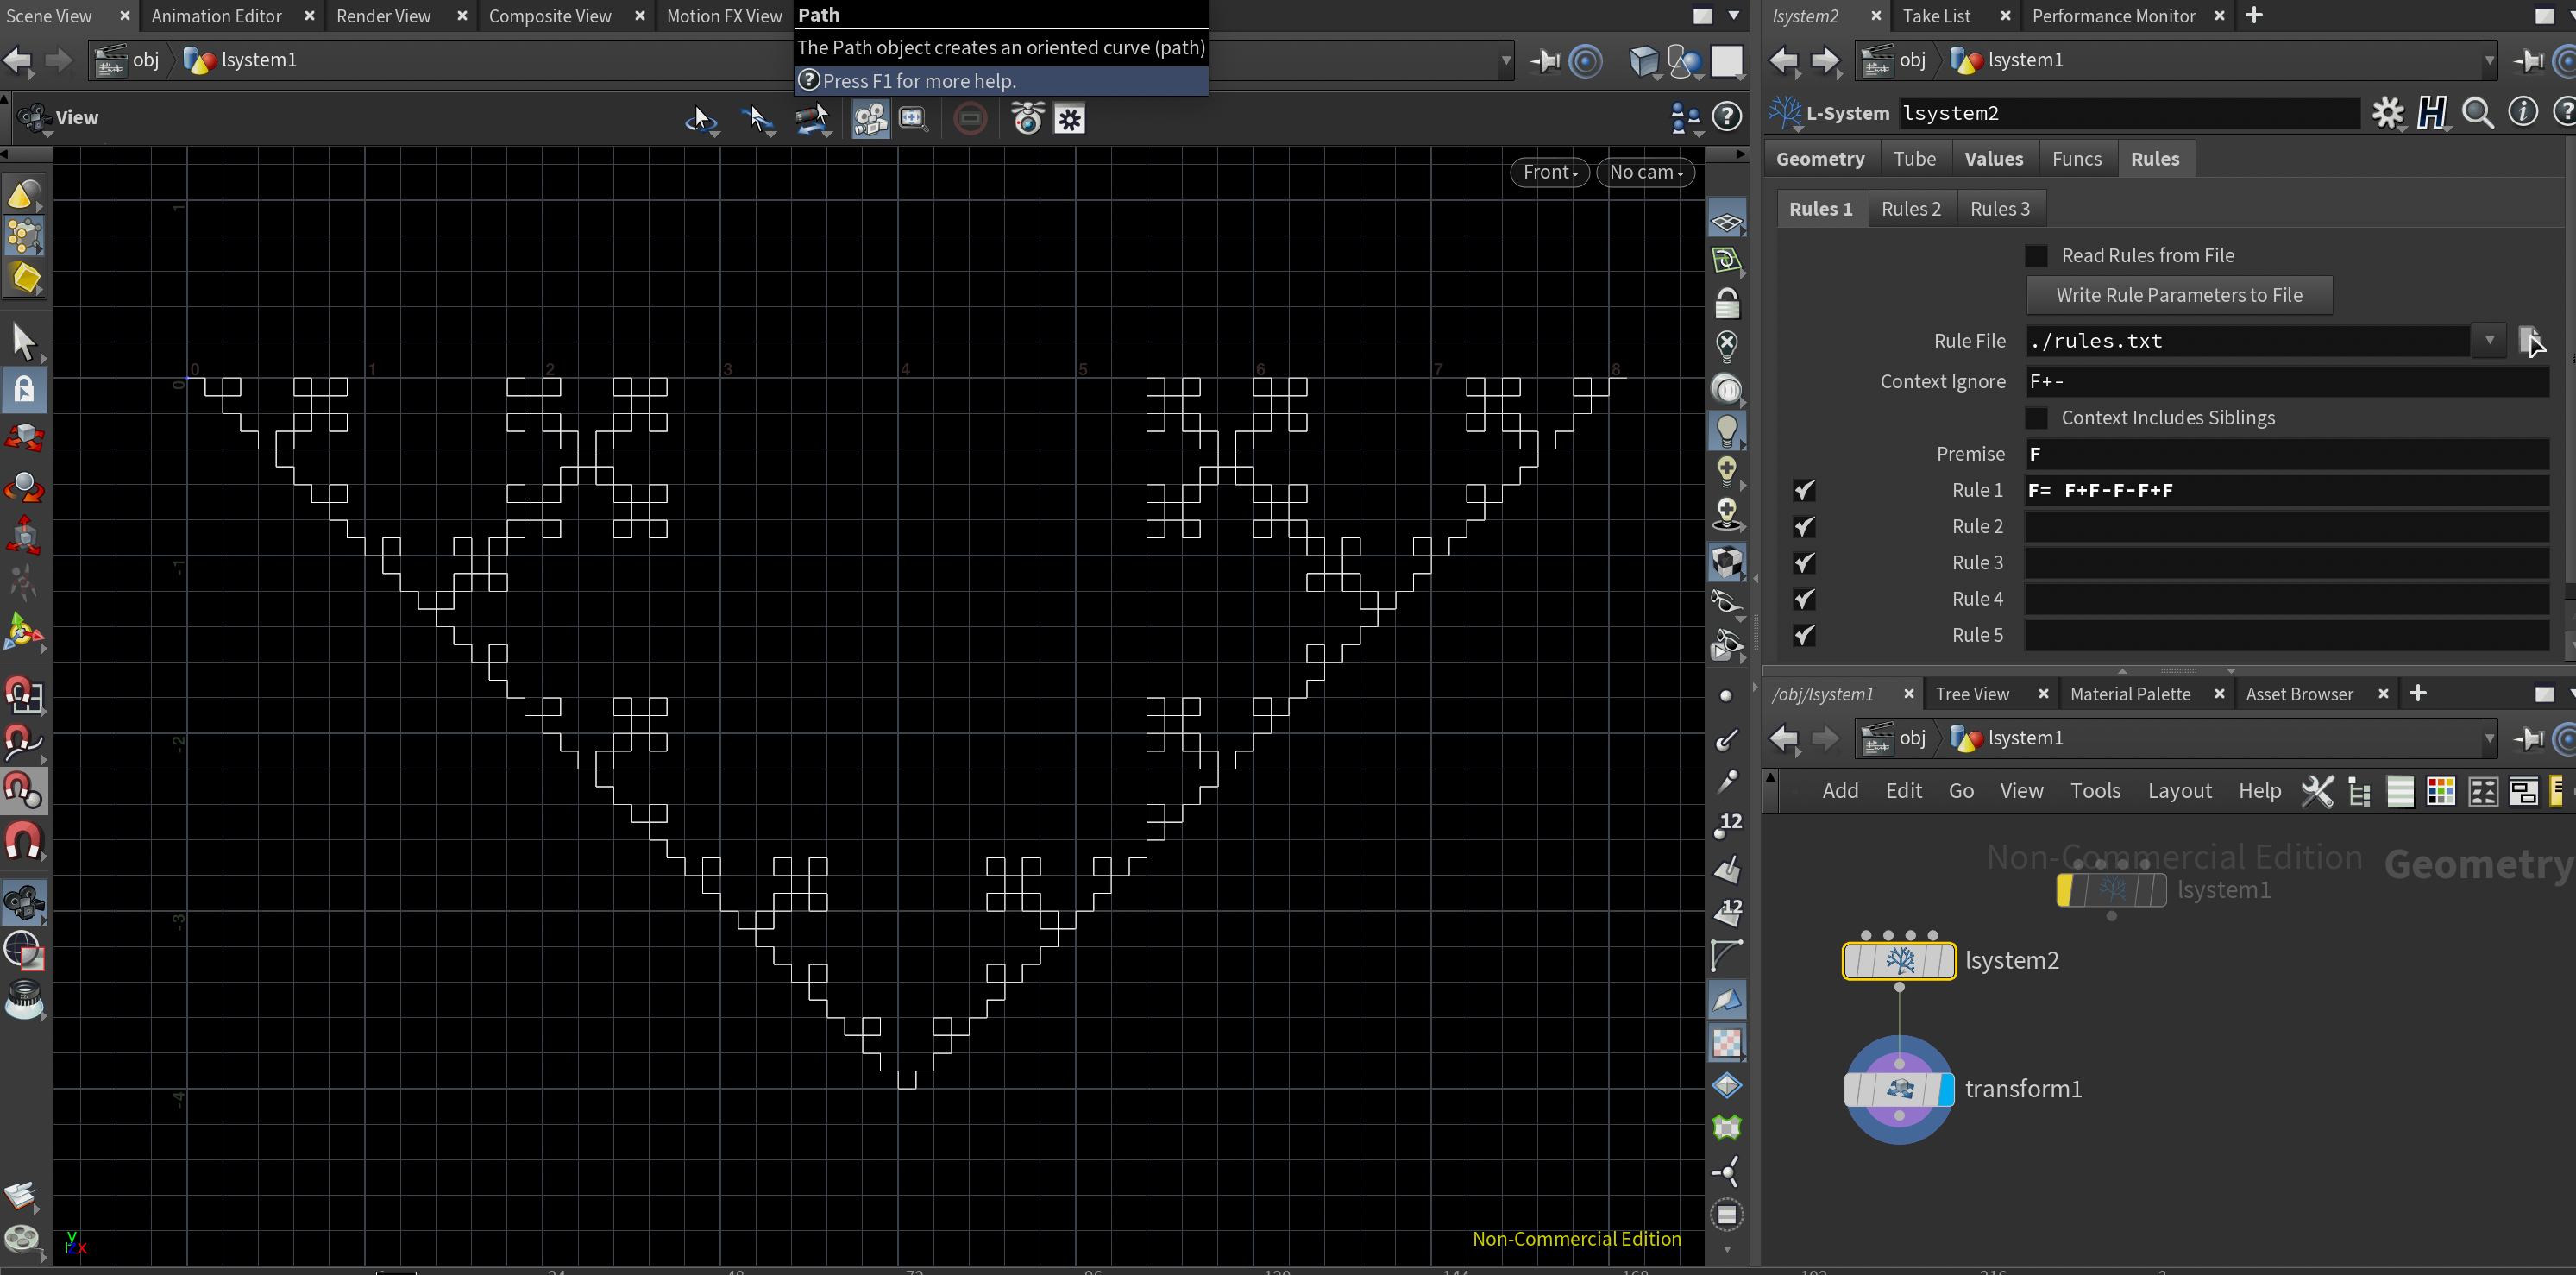 Scene View
Animation Editor
Render View
Composite View
Motion FX View
Path
The Path object creates an oriented curve (path)
Press F1 for more help.
obj
lsystem1
View
Front
No cam
1
0
0 1 2 3 4 5 6 7 8
-1
-2
-3
-4
12
12
y
z x
Non-Commercial Edition
lsystem2
Take List
Performance Monitor
obj
lsystem1
L-System
lsystem2
Geometry
Tube
Values
Funcs
Rules
Rules 1
Rules 2
Rules 3
Read Rules from File
Write Rule Parameters to File
Rule File
./rules.txt
Context Ignore
F+-
Context Includes Siblings
Premise
F
Rule 1
F= F+F-F-F+F
Rule 2
Rule 3
Rule 4
Rule 5
/obj/lsystem1
Tree View
Material Palette
Asset Browser
obj
lsystem1
Add
Edit
Go
View
Tools
Layout
Help
Non-Commercial Edition
Geometry
lsystem1
lsystem2
transform1